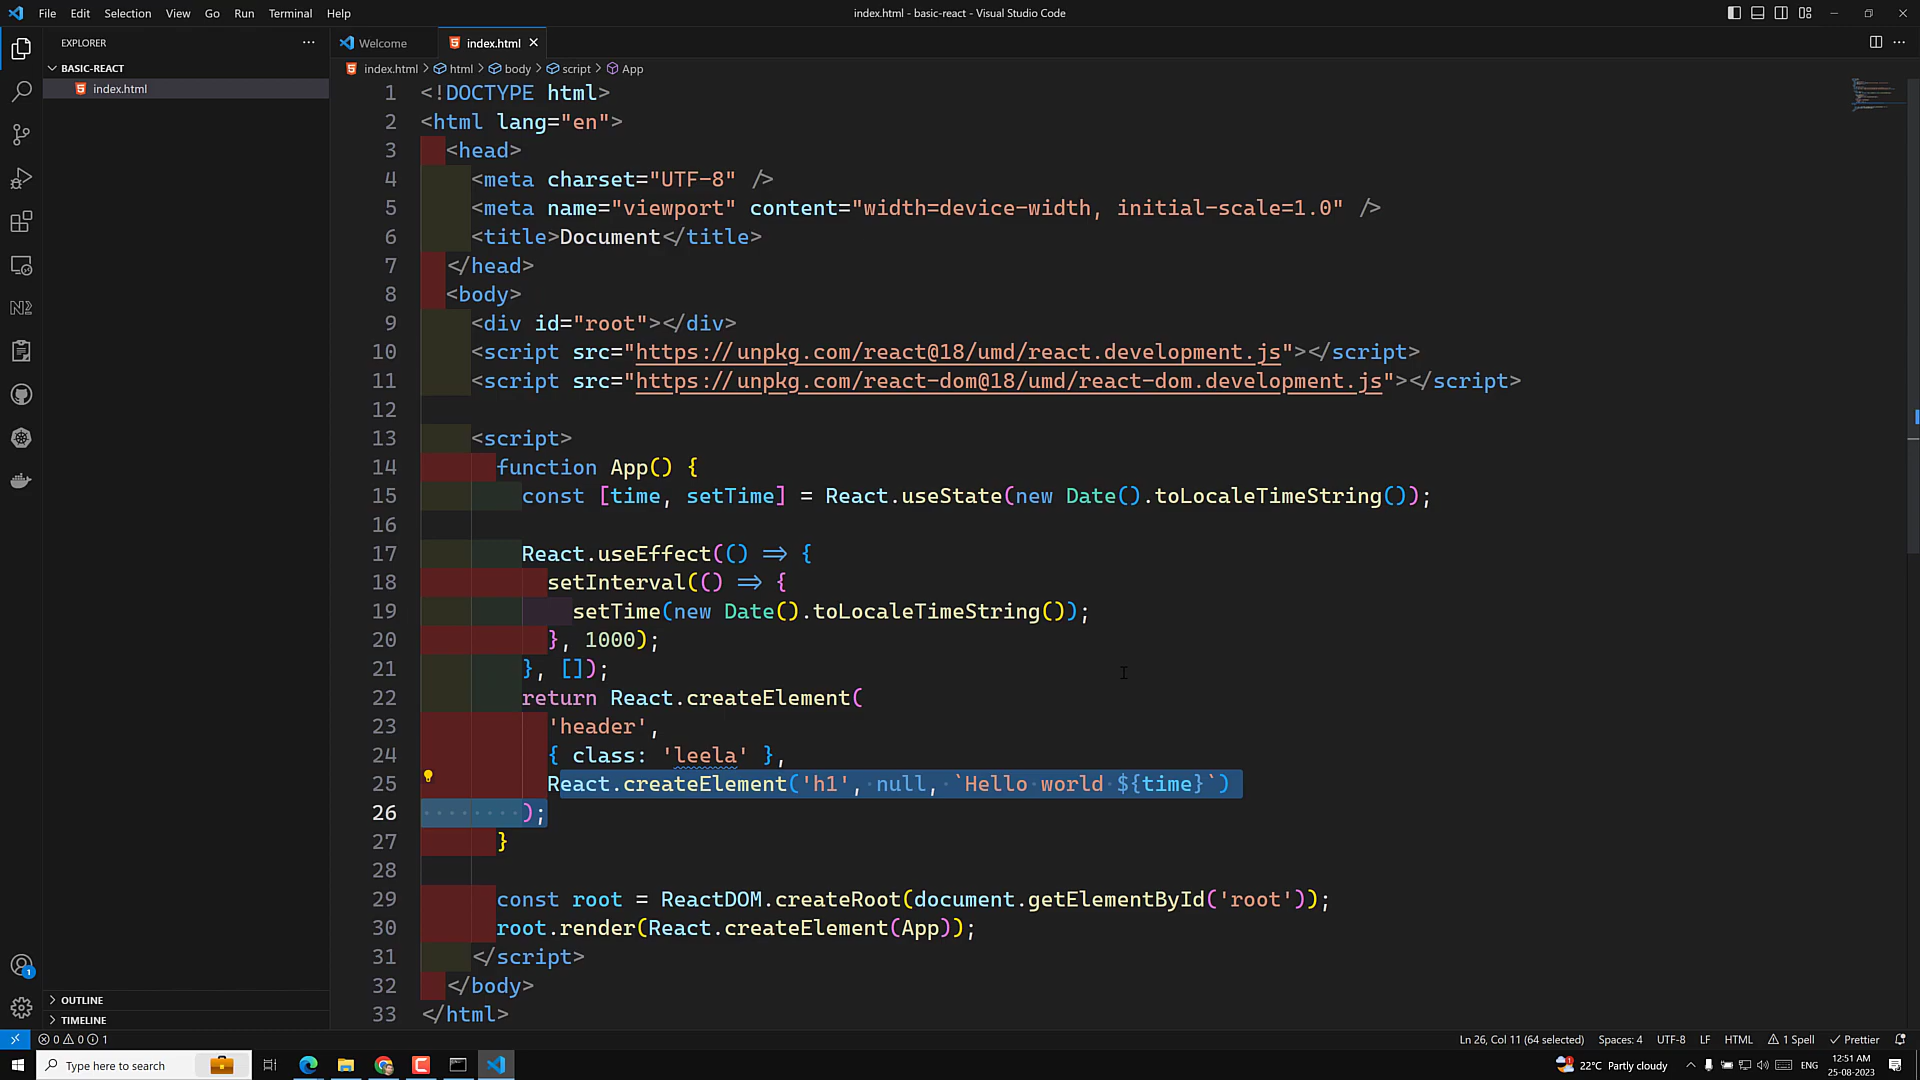 File Edit Selection View Go Run Terminal Help
index.html - basic-react - Visual Studio Code
EXPLORER
BASIC-REACT
index.html
Welcome
index.html
index.html > html > body > script > App
1 <!DOCTYPE html>
2 <html lang="en">
3 <head>
4 <meta charset="UTF-8" />
5 <meta name="viewport" content="width=device-width, initial-scale=1.0" />
6 <title>Document</title>
7 </head>
8 <body>
9 <div id="root"></div>
10 <script src="https://unpkg.com/react@18/umd/react.development.js"></script>
11 <script src="https://unpkg.com/react-dom@18/umd/react-dom.development.js"></script>
12
13 <script>
14 function App() {
15 const [time, setTime] = React.useState(new Date().toLocaleTimeString());
16
17 React.useEffect(() => {
18 setInterval(() => {
19 setTime(new Date().toLocaleTimeString());
20 }, 1000);
21 }, []);
22 return React.createElement(
23 'header',
24 { class: 'leela' },
25 React.createElement('h1', null, `Hello world ${time}`)
26 );
27 }
28
29 const root = ReactDOM.createRoot(document.getElementById('root'));
30 root.render(React.createElement(App));
31 </script>
32 </body>
33 </html>
N2
1
OUTLINE
TIMELINE
0 0 1
Ln 26, Col 11 (64 selected) Spaces: 4 UTF-8 LF HTML 1 Spell Prettier
Type here to search
22°C Partly cloudy
ENG
12:51 AM
25-08-2023